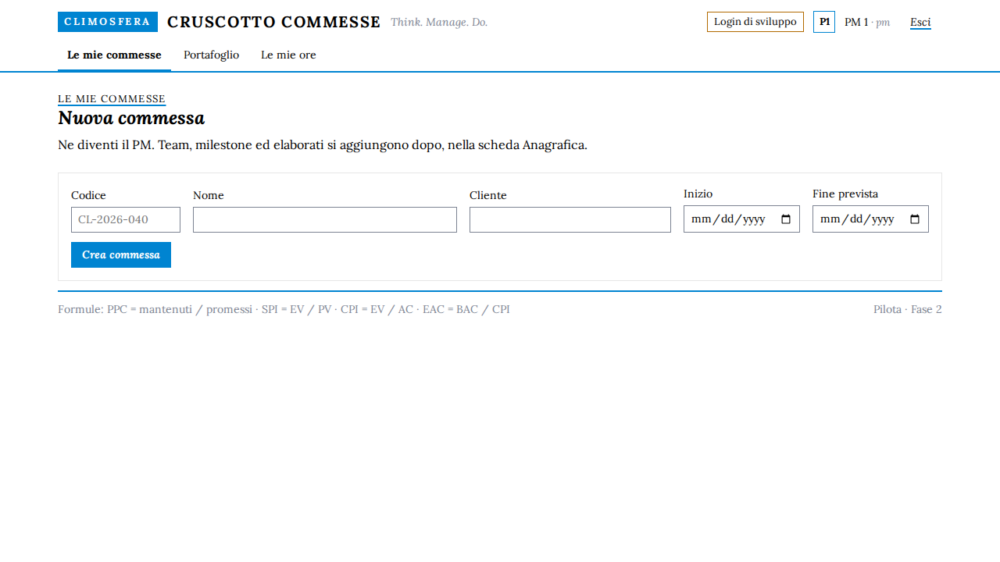 CLIMOSFERA CRUSCOTTO COMMESSE Think. Manage. Do. Login di sviluppo P1 PM 1 · pm Esci
Le mie commesse Portafoglio Le mie ore
LE MIE COMMESSE
Nuova commessa
Ne diventi il PM. Team, milestone ed elaborati si aggiungono dopo, nella scheda Anagrafica.
Codice Nome Cliente Inizio Fine prevista
CL-2026-040 mm/dd/yyyy mm/dd/yyyy
Crea commessa
Formule: PPC = mantenuti / promessi · SPI = EV / PV · CPI = EV / AC · EAC = BAC / CPI Pilota · Fase 2